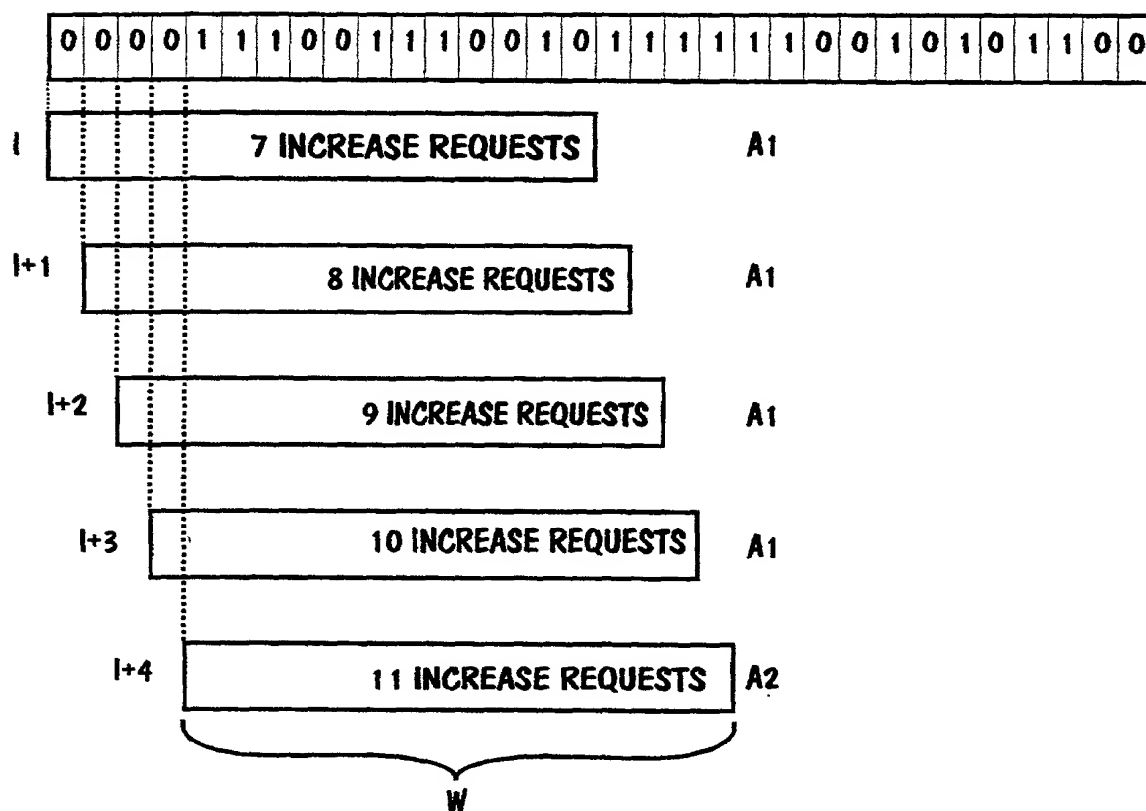 0 0 0 0 1 1 1 0 0 1 1 1 0 0 1 0 1 1 1 1 1 1 0 0 1 0 1 0 1 1 0 0
I 7 INCREASE REQUESTS A1
I+1 8 INCREASE REQUESTS A1
I+2 9 INCREASE REQUESTS A1
I+3 10 INCREASE REQUESTS A1
I+4 11 INCREASE REQUESTS A2
W